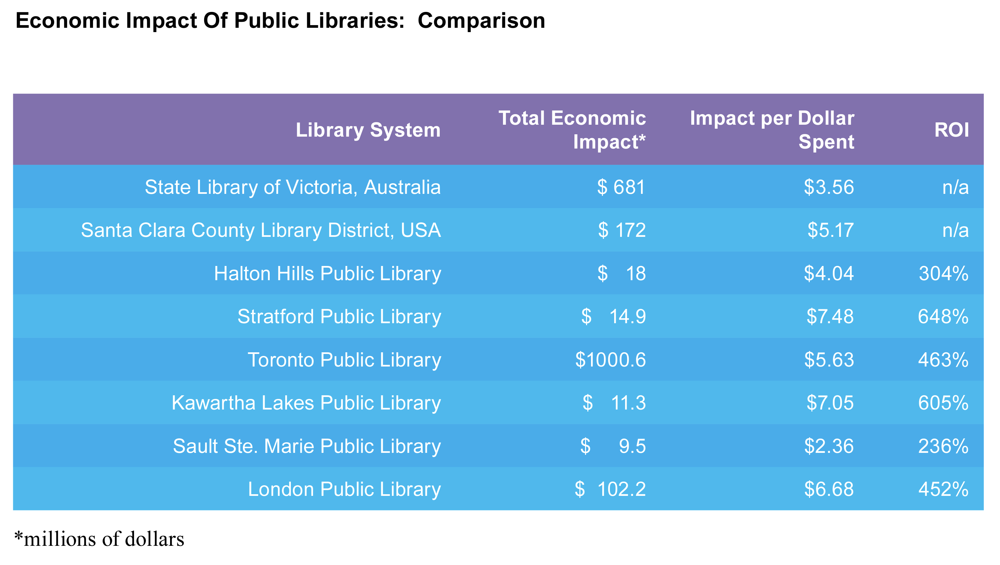 Economic Impact Of Public Libraries:  Comparison
Library System Total Economic Impact* Impact per Dollar Spent ROI
State Library of Victoria, Australia $ 681 $3.56 n/a
Santa Clara County Library District, USA $ 172 $5.17 n/a
Halton Hills Public Library $ 18 $4.04 304%
Stratford Public Library $ 14.9 $7.48 648%
Toronto Public Library $1000.6 $5.63 463%
Kawartha Lakes Public Library $ 11.3 $7.05 605%
Sault Ste. Marie Public Library $ 9.5 $2.36 236%
London Public Library $ 102.2 $6.68 452%
*millions of dollars